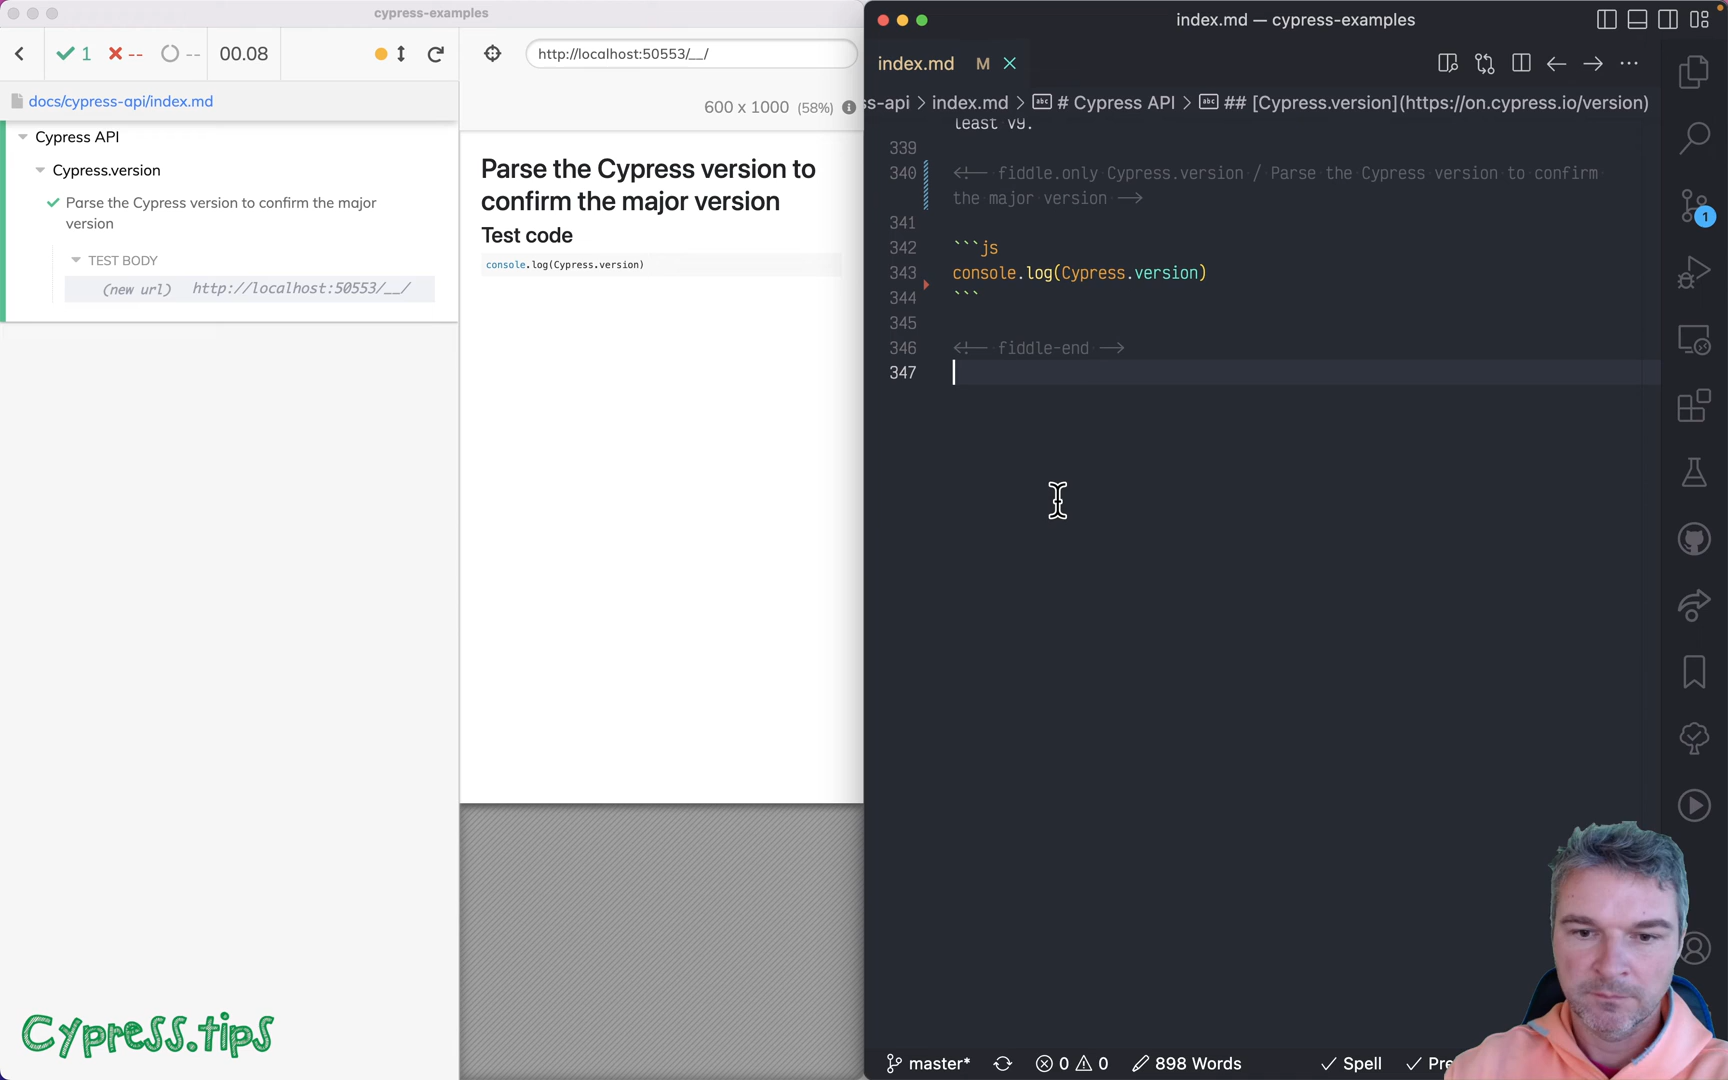 cypress-examples
1 -- -- 00.08
docs/cypress-api/index.md
Cypress API
Cypress.version
Parse the Cypress version to confirm the major
version
TEST BODY
(new url) http://localhost:50553/__/
Cypress.tips
http://localhost:50553/__/
600 x 1000 (58%)
Parse the Cypress version to
confirm the major version
Test code
console.log(Cypress.version)
index.md — cypress-examples
index.md M
s-api > index.md > # Cypress API > ## [Cypress.version](https://on.cypress.io/version)
least v9.
339
340 <!-- fiddle.only Cypress.version / Parse the Cypress version to confirm
the major version -->
341
342 ```js
343 console.log(Cypress.version)
344 ```
345
346 <!-- fiddle-end -->
347
1
master* 0 0 898 Words Spell Pre